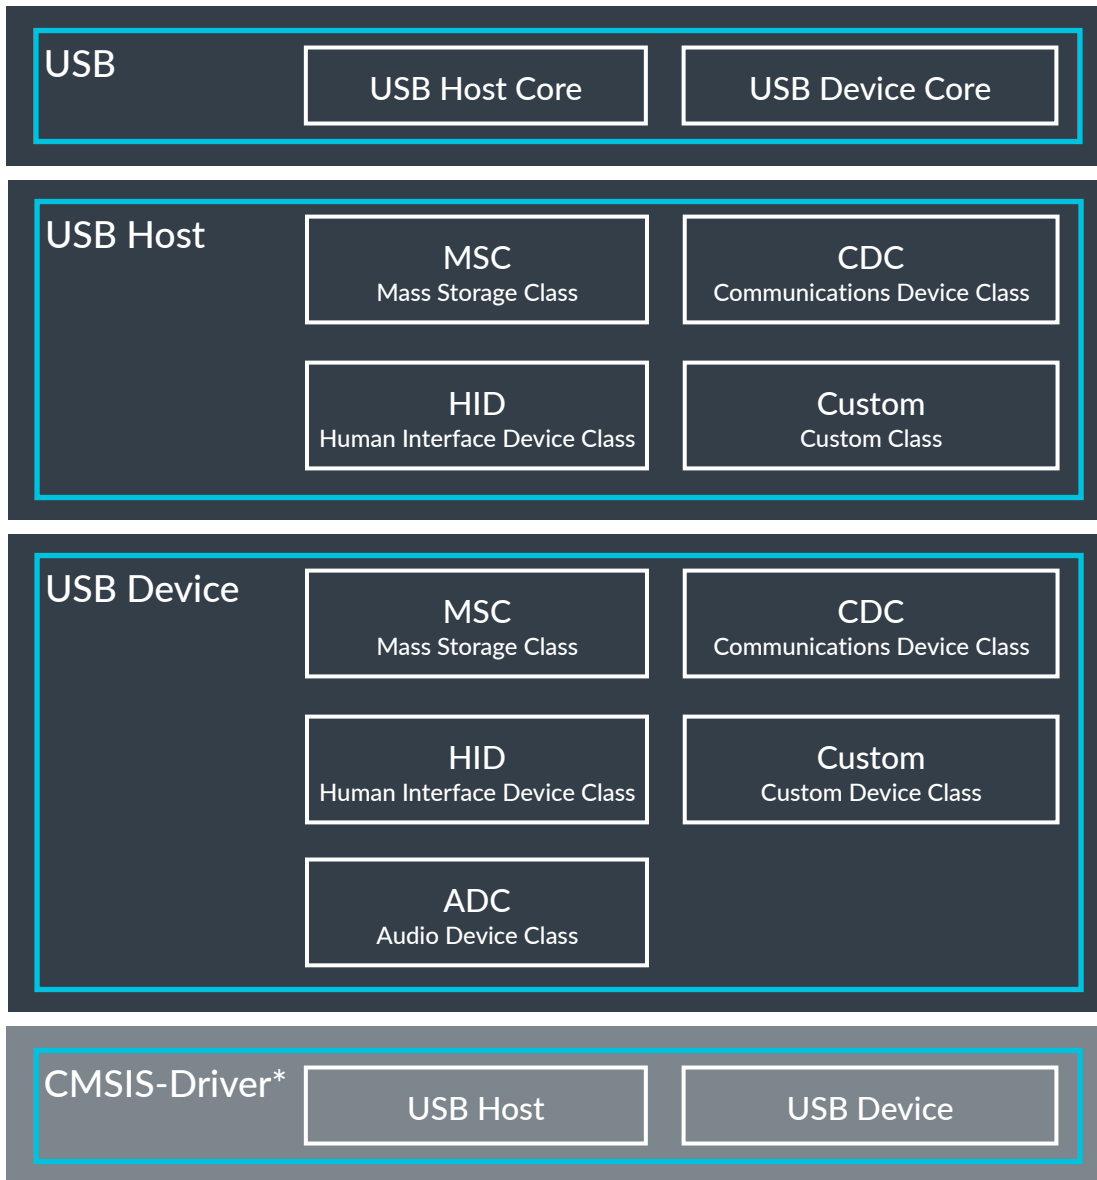 USB
USB Host Core
USB Device Core
USB Host
MSC
Mass Storage Class
CDC
Communications Device Class
HID
Human Interface Device Class
Custom
Custom Class
USB Device
MSC
Mass Storage Class
CDC
Communications Device Class
HID
Human Interface Device Class
Custom
Custom Device Class
ADC
Audio Device Class
CMSIS-Driver*
USB Host
USB Device